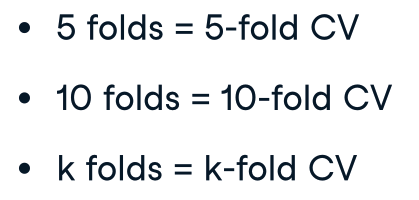 • 5 folds = 5-fold CV
• 10 folds = 10-fold CV
• k folds = k-fold CV